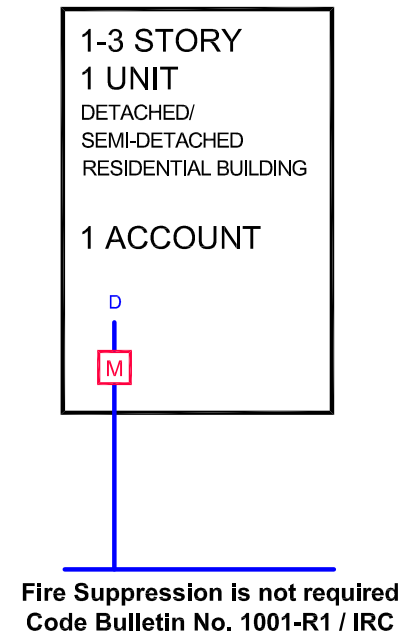 1-3 STORY
1 UNIT
DETACHED/
SEMI-DETACHED
RESIDENTIAL BUILDING
1 ACCOUNT
D
M
Fire Suppression is not required
Code Bulletin No. 1001-R1 / IRC